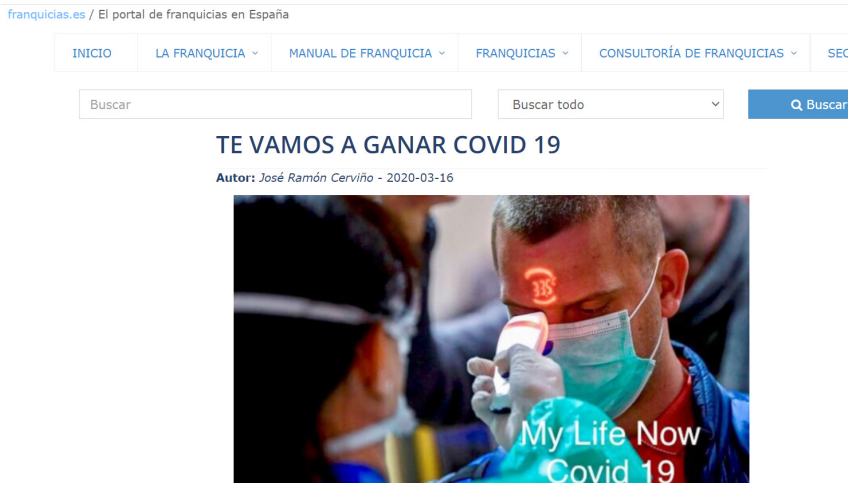 franquicias.es / El portal de franquicias en España
INICIO LA FRANQUICIA MANUAL DE FRANQUICIA FRANQUICIAS CONSULTORÍA DE FRANQUICIAS SEC
Buscar Buscar todo Buscar
TE VAMOS A GANAR COVID 19
Autor: José Ramón Cerviño - 2020-03-16
335°
My Life Now
Covid 19